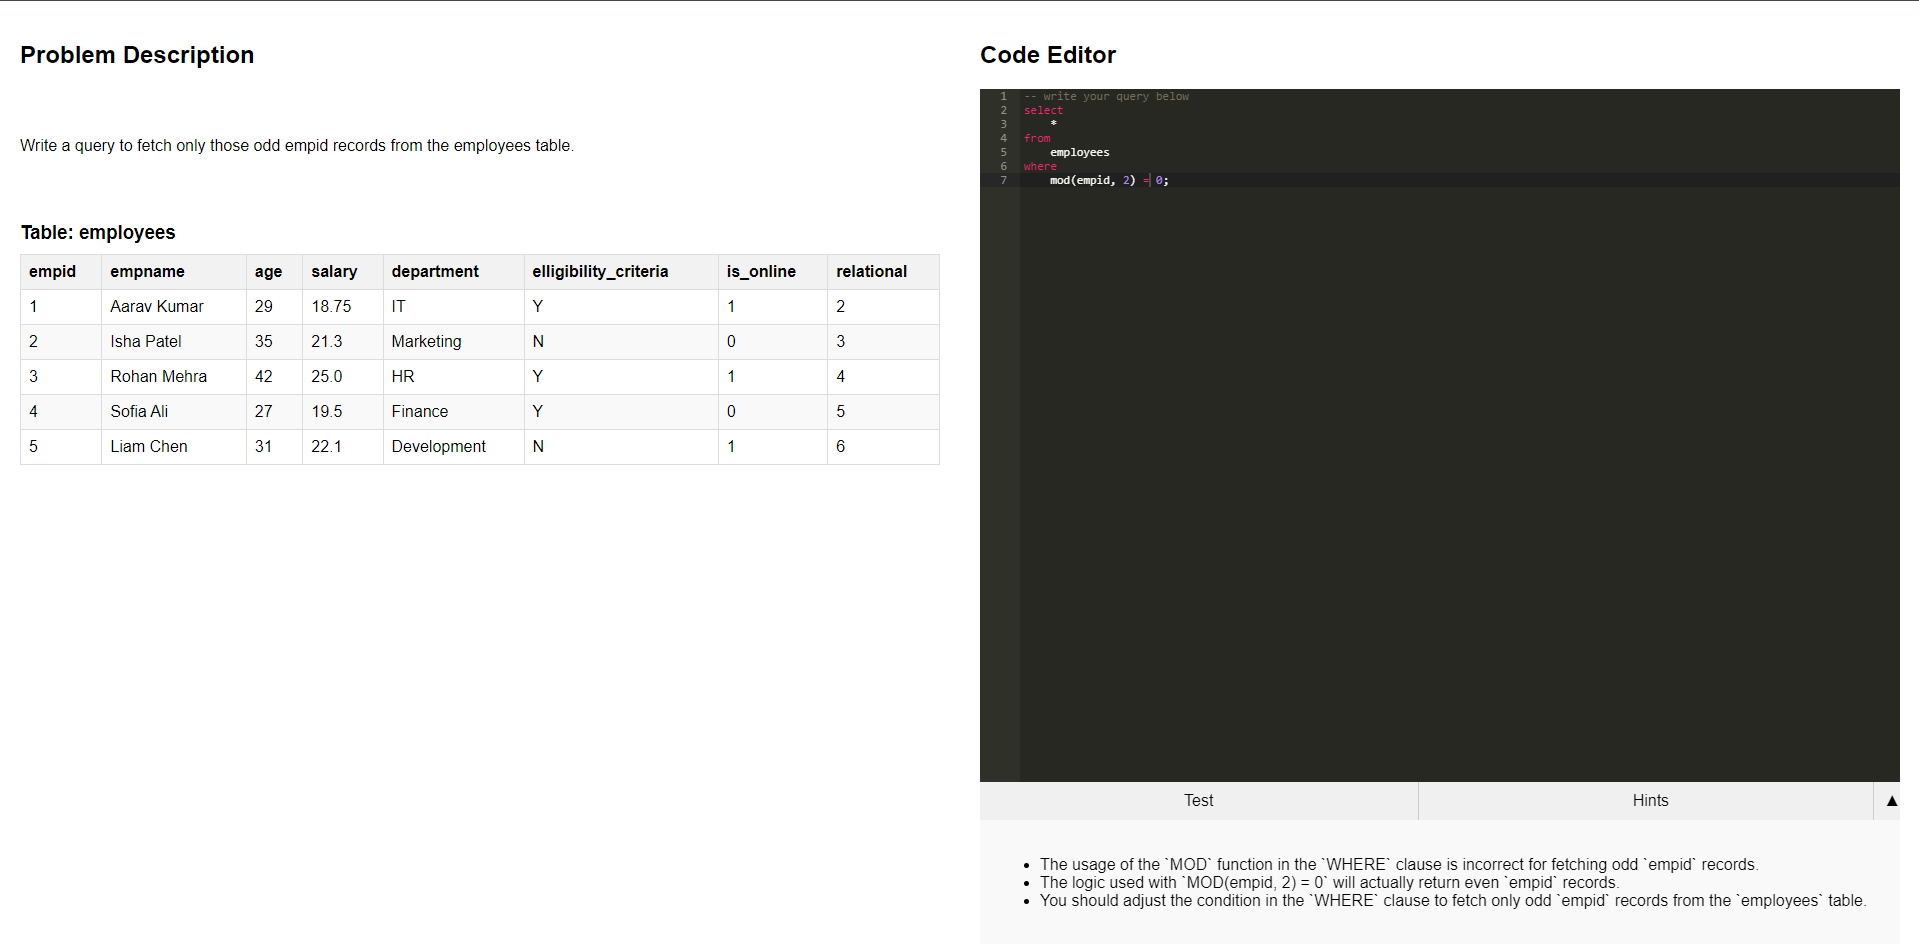 Problem Description
Write a query to fetch only those odd empid records from the employees table.
Table: employees
empid empname age salary department elligibility_criteria is_online relational
1 Aarav Kumar 29 18.75 IT Y 1 2
2 Isha Patel 35 21.3 Marketing N 0 3
3 Rohan Mehra 42 25.0 HR Y 1 4
4 Sofia Ali 27 19.5 Finance Y 0 5
5 Liam Chen 31 22.1 Development N 1 6
Code Editor
1 -- write your query below
2 select
3 *
4 from
5 employees
6 where
7 mod(empid, 2) = 0;
Test Hints ▲
• The usage of the `MOD` function in the `WHERE` clause is incorrect for fetching odd `empid` records.
• The logic used with `MOD(empid, 2) = 0` will actually return even `empid` records.
• You should adjust the condition in the `WHERE` clause to fetch only odd `empid` records from the `employees` table.